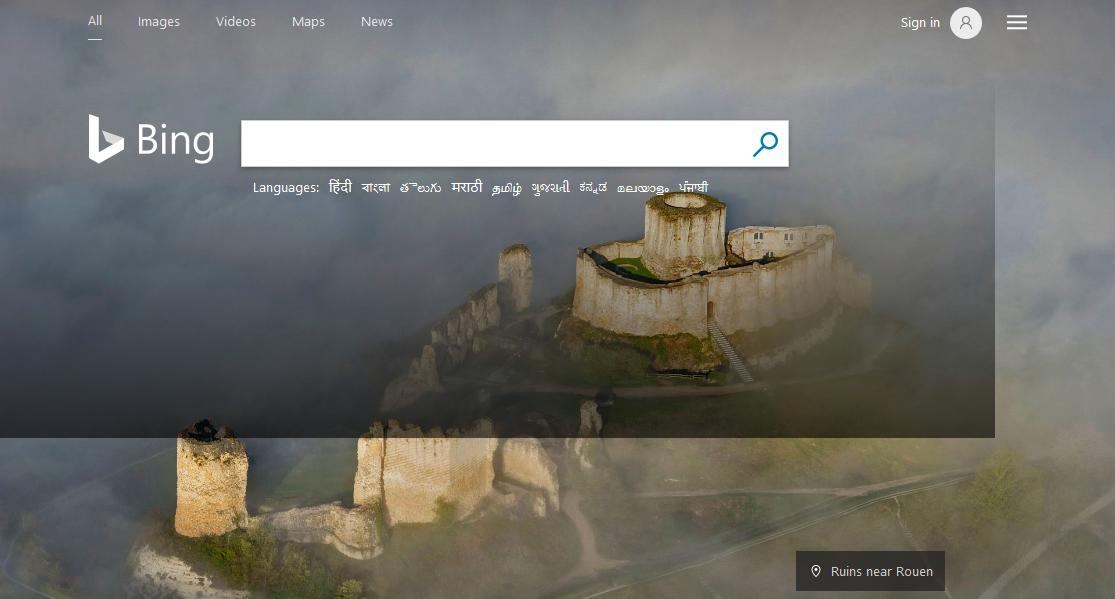 All Images Videos Maps News Sign in
Bing
Languages: हिंदी বাংলা తెలుగు मराठी தமிழ் ગુજરાતી ಕನ್ನಡ മലയാളം ਪੰਜਾਬੀ
Ruins near Rouen